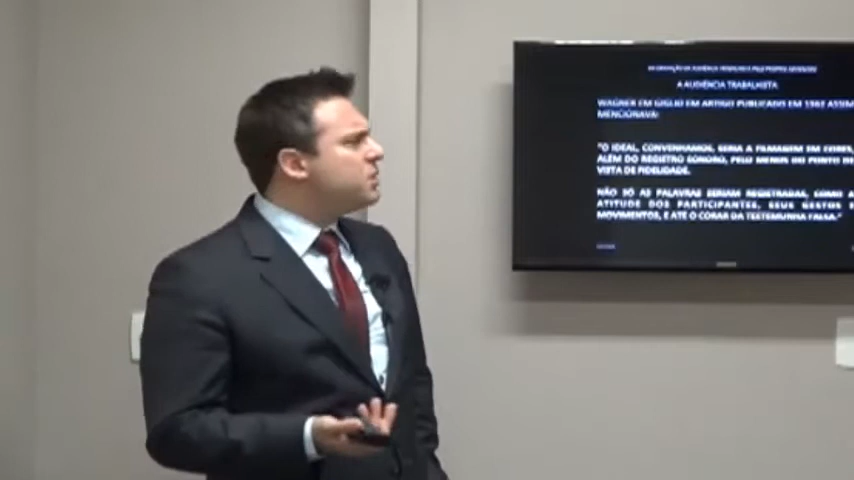 A AUDIÊNCIA TRABALHISTA
WAGNER EM GIGLIO EM ARTIGO PUBLICADO EM 1982 ASSIM
MENCIONAVA:
"O IDEAL, CONVENHAMOS, SERIA A FILMAGEM EM CORES,
ALÉM DO REGISTRO SONORO, PELO MENOS DO PONTO DE
VISTA DE FIDELIDADE.
NÃO SÓ AS PALAVRAS SERIAM REGISTRADAS, COMO A
ATITUDE DOS PARTICIPANTES, SEUS GESTOS E
MOVIMENTOS, E ATÉ O CORAR DA TESTEMUNHA FALSA."